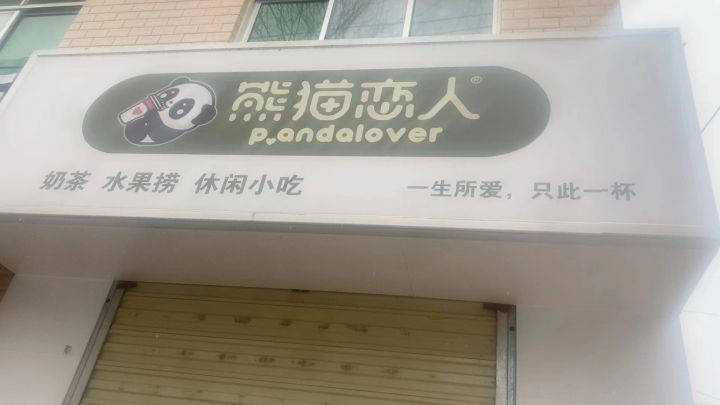 熊猫恋人®
pandalover
奶茶 水果捞 休闲小吃 一生所爱，只此一杯